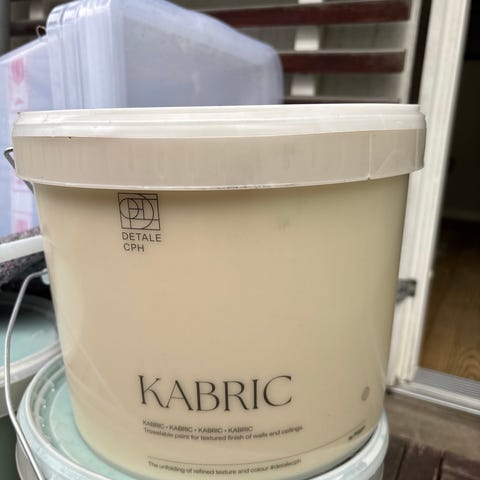 DETALE
CPH
KABRIC
KABRIC • KABRIC • KABRIC • KABRIC
Trowelable paint for textured finish of walls and ceilings.
The unfolding of refined texture and colour #detalecph